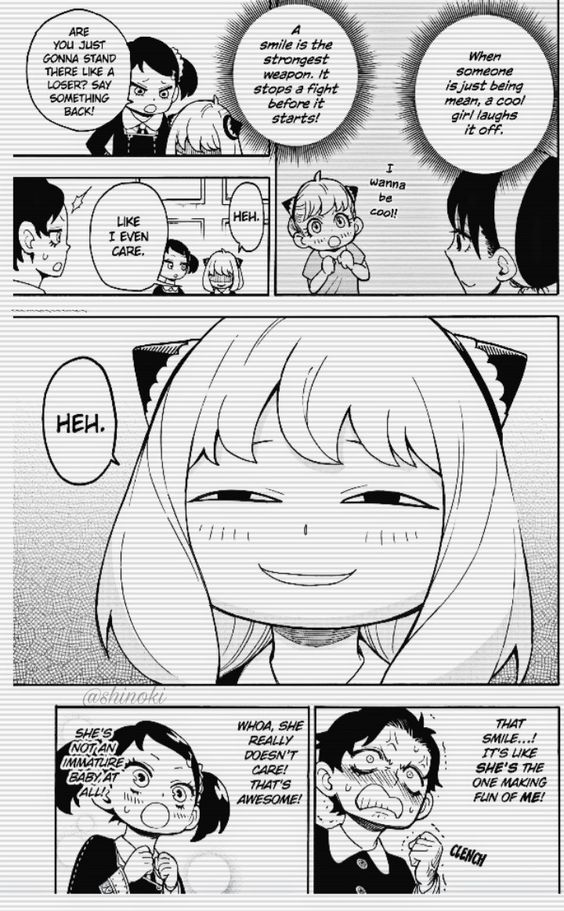 When
someone
is just being
mean, a cool
girl laughs
it off.
A
smile is the
strongest
weapon. It
stops a fight
before it
starts!
I
wanna
be
cool!
ARE
YOU JUST
GONNA STAND
THERE LIKE A
LOSER? SAY
SOMETHING
BACK!
HEH.
LIKE
I EVEN
CARE.
HEH.
@shinoki
THAT
SMILE...!
IT'S LIKE
SHE'S THE
ONE MAKING
FUN OF ME!
CLENCH
WHOA, SHE
REALLY
DOESN'T
CARE!
THAT'S
AWESOME!
SHE'S
NOT AN
IMMATURE
BABY AT
ALL!